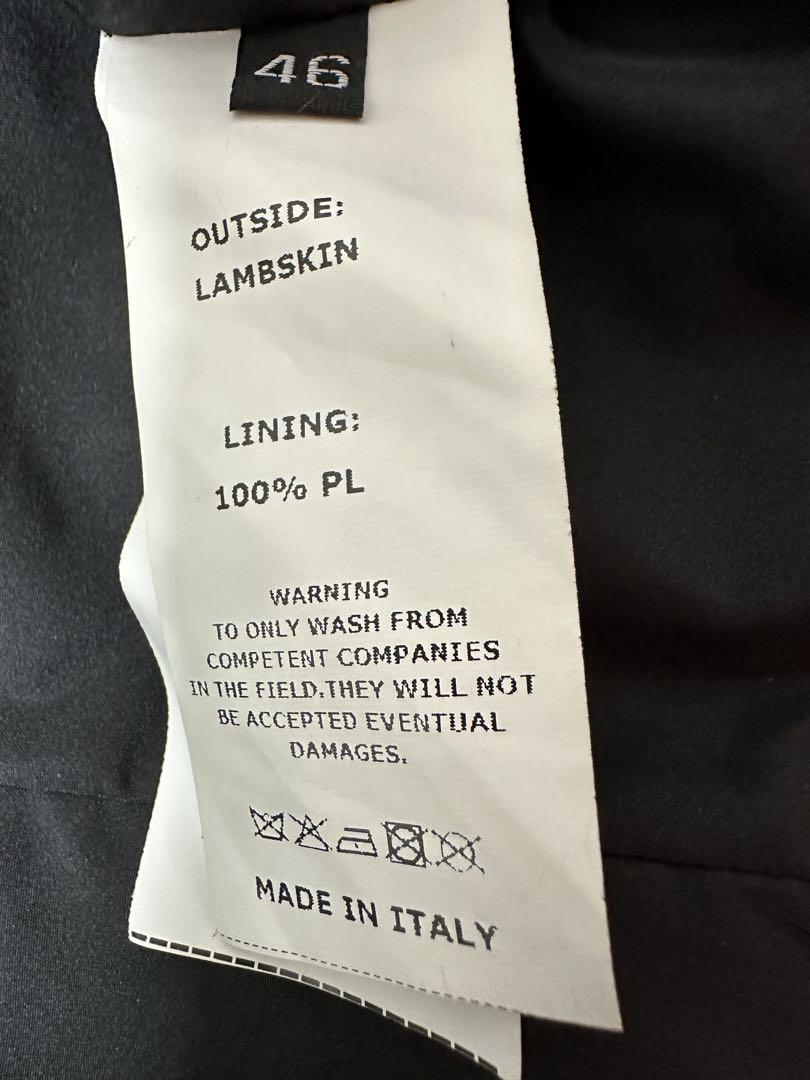 46
OUTSIDE:
LAMBSKIN
LINING:
100% PL
WARNING
TO ONLY WASH FROM
COMPETENT COMPANIES
IN THE FIELD.THEY WILL NOT
BE ACCEPTED EVENTUAL
DAMAGES.
MADE IN ITALY